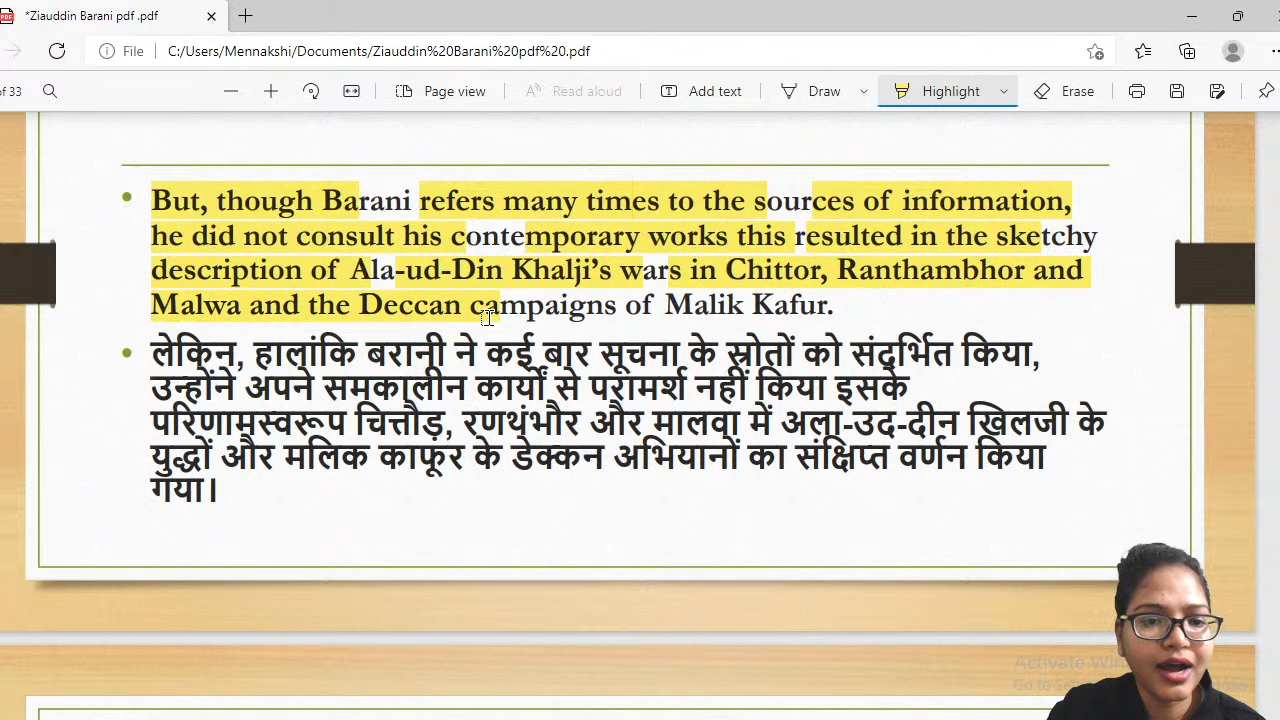 *Ziauddin Barani pdf .pdf
File C:/Users/Mennakshi/Documents/Ziauddin%20Barani%20pdf%20.pdf
of 33 Page view Read aloud Add text Draw Highlight Erase
But, though Barani refers many times to the sources of information,
he did not consult his contemporary works this resulted in the sketchy
description of Ala-ud-Din Khalji’s wars in Chittor, Ranthambhor and
Malwa and the Deccan campaigns of Malik Kafur.
लेकिन, हालांकि बरानी ने कई बार सूचना के स्रोतों को संदर्भित किया,
उन्होंने अपने समकालीन कार्यों से परामर्श नहीं किया इसके
परिणामस्वरूप चित्तौड़, रणथंभौर और मालवा में अला-उद-दीन खिलजी के
युद्धों और मलिक काफूर के डेक्कन अभियानों का संक्षिप्त वर्णन किया
गया।
Activate Win
Go to